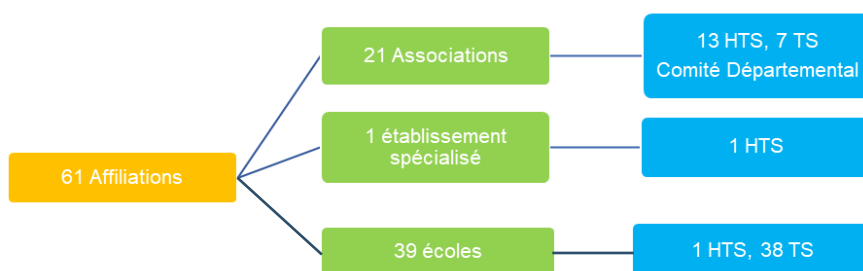 61 Affiliations
21 Associations
13 HTS, 7 TS
Comité Départemental
1 établissement
spécialisé
1 HTS
39 écoles
1 HTS, 38 TS